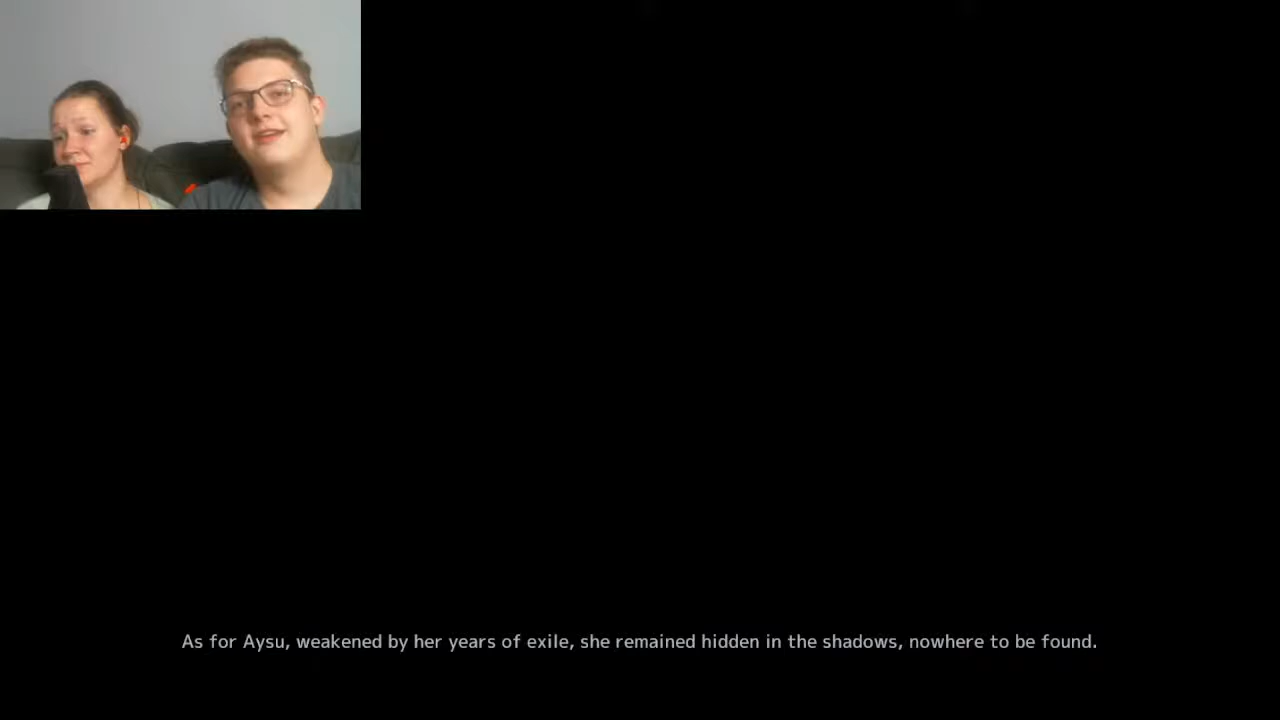 As for Aysu, weakened by her years of exile, she remained hidden in the shadows, nowhere to be found.